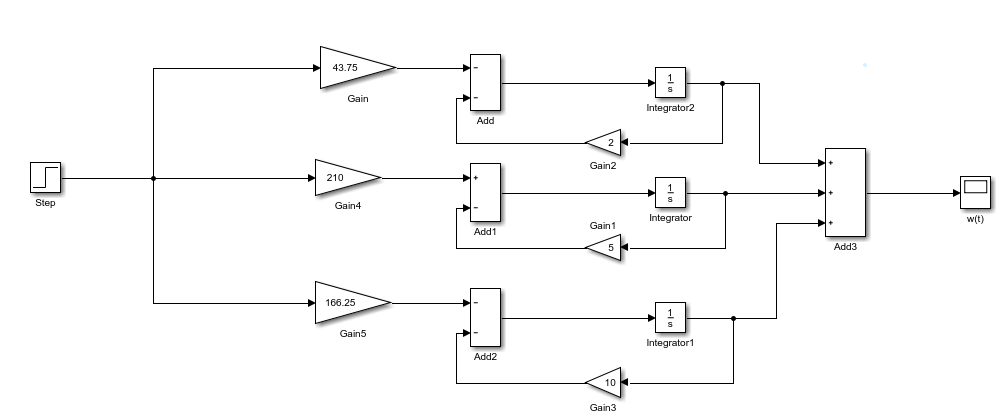 43.75
Gain
−
−
Add
1
s
Integrator2
2
Gain2
Step
210
Gain4
+
−
Add1
1
s
Integrator
Gain1
5
+
+
+
Add3
w(t)
166.25
Gain5
−
−
Add2
1
s
Integrator1
10
Gain3